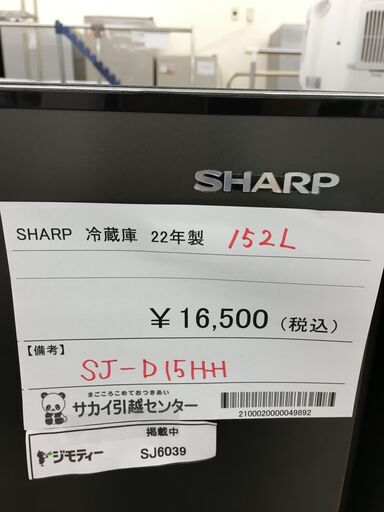 SHARP
SHARP 冷蔵庫 22年製 152L
￥16,500（税込）
【備考】
SJ-D15HH
まごころこめておつきあい
サカイ引越センター
2100020000049892
掲載中
ジモティー SJ6039